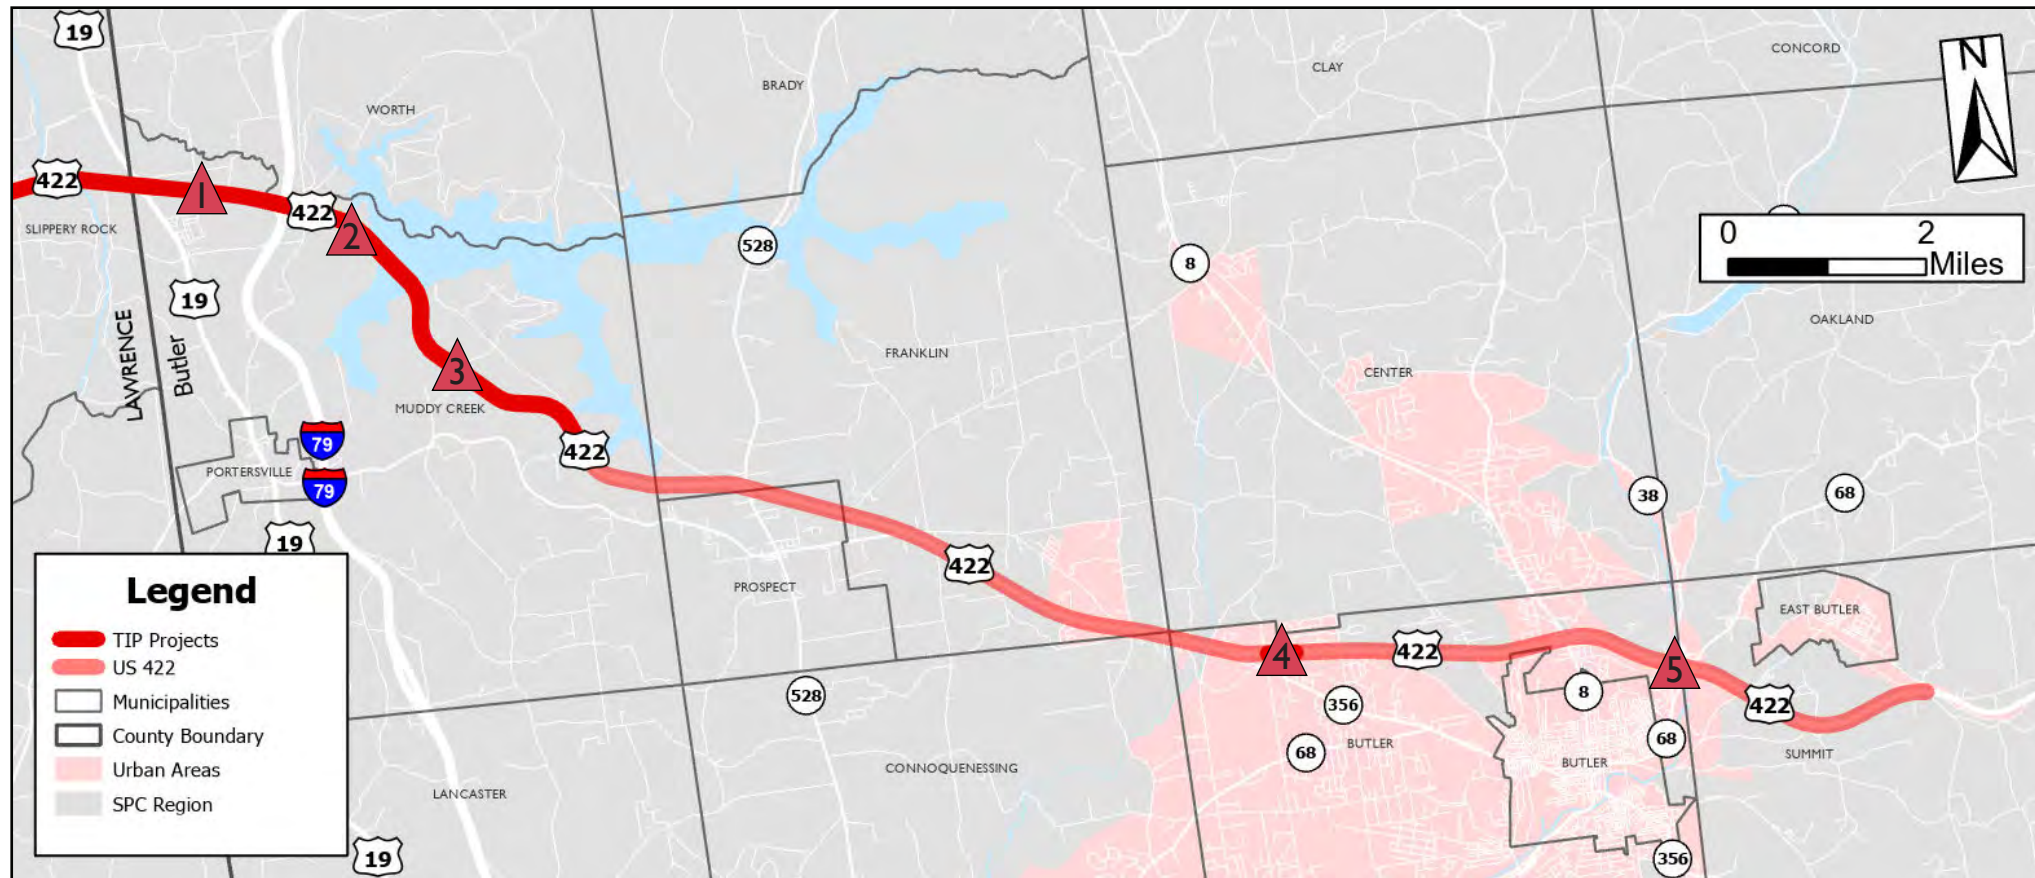 19
CONCORD
N
CLAY
BRADY
WORTH
422
1
422
2
SLIPPERY ROCK
528
8
0 2
Miles
19
OAKLAND
LAWRENCE
Butler
FRANKLIN
3
CENTER
MUDDY CREEK
79
422
PORTERSVILLE
79
38
68
19
422
PROSPECT
EAST BUTLER
4
422
5
528
8
422
356
68
BUTLER
68
BUTLER
SUMMIT
CONNOQUENESSING
LANCASTER
19
356
Legend
TIP Projects
US 422
Municipalities
County Boundary
Urban Areas
SPC Region